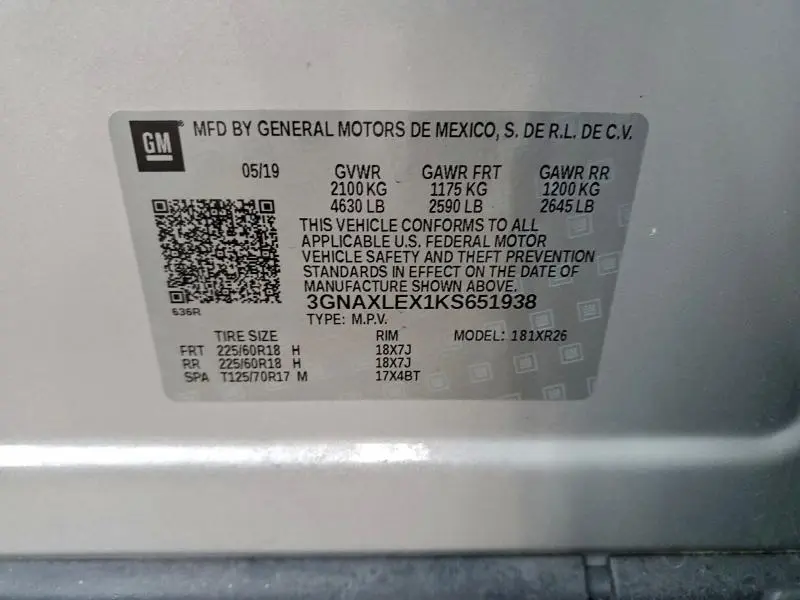 GM® MFD BY GENERAL MOTORS DE MEXICO, S. DE R.L. DE C.V.
05/19 GVWR GAWR FRT GAWR RR
2100 KG 1175 KG 1200 KG
4630 LB 2590 LB 2645 LB
THIS VEHICLE CONFORMS TO ALL
APPLICABLE U.S. FEDERAL MOTOR
VEHICLE SAFETY AND THEFT PREVENTION
STANDARDS IN EFFECT ON THE DATE OF
MANUFACTURE SHOWN ABOVE.
3GNAXLEX1KS651938
636R
TYPE: M.P.V.
TIRE SIZE RIM MODEL: 181XR26
FRT 225/60R18 H 18X7J
RR 225/60R18 H 18X7J
SPA T125/70R17 M 17X4BT